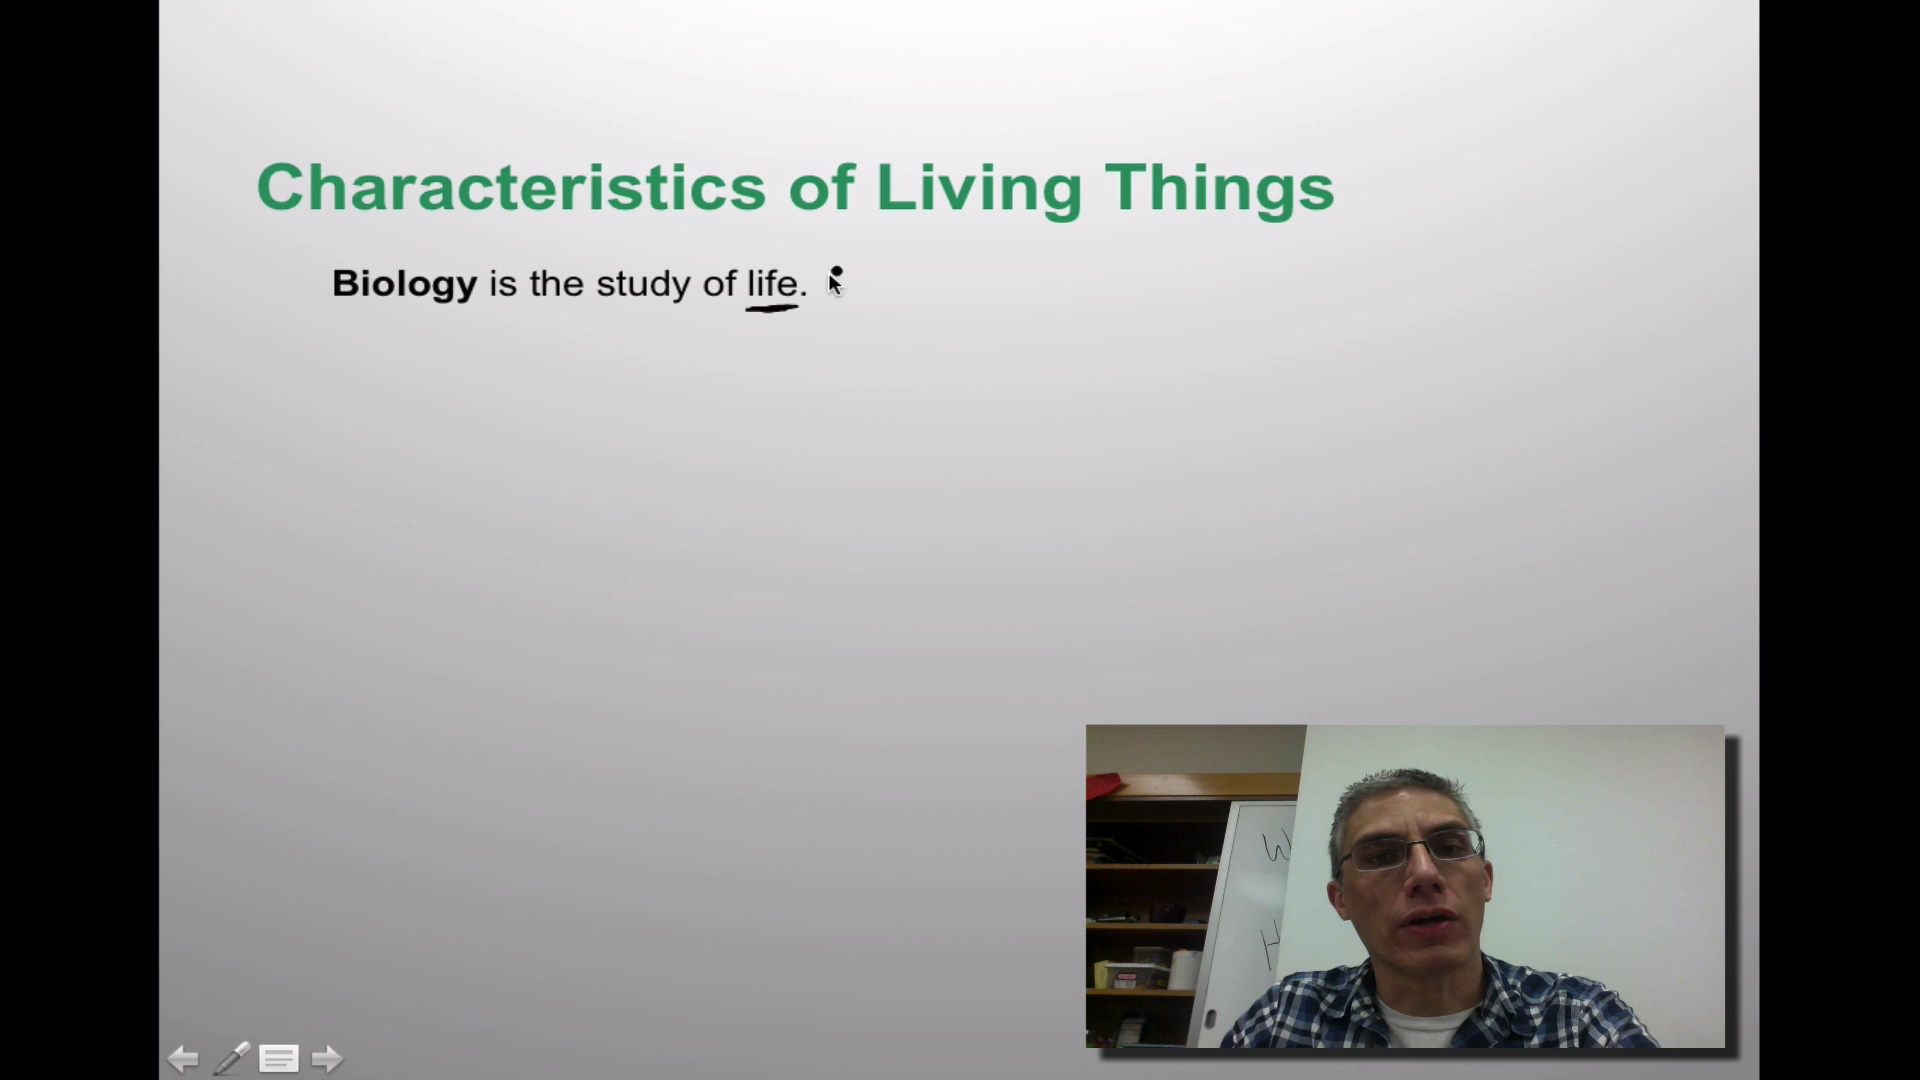 Characteristics of Living Things
Biology is the study of life.
W
H